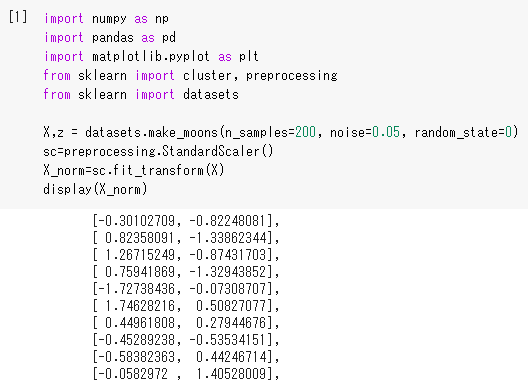 [1] import numpy as np
import pandas as pd
import matplotlib.pyplot as plt
from sklearn import cluster, preprocessing
from sklearn import datasets
X,z = datasets.make_moons(n_samples=200, noise=0.05, random_state=0)
sc=preprocessing.StandardScaler()
X_norm=sc.fit_transform(X)
display(X_norm)
[-0.30102709, -0.82248081],
[ 0.82358091, -1.33862344],
[ 1.26715249, -0.87431703],
[ 0.75941869, -1.32943852],
[-1.72738436, -0.07308707],
[ 1.74628216,  0.50827077],
[ 0.44961808,  0.27944676],
[-0.45289238, -0.53534151],
[-0.58382363,  0.44246714],
[-0.0582972 ,  1.40528009],